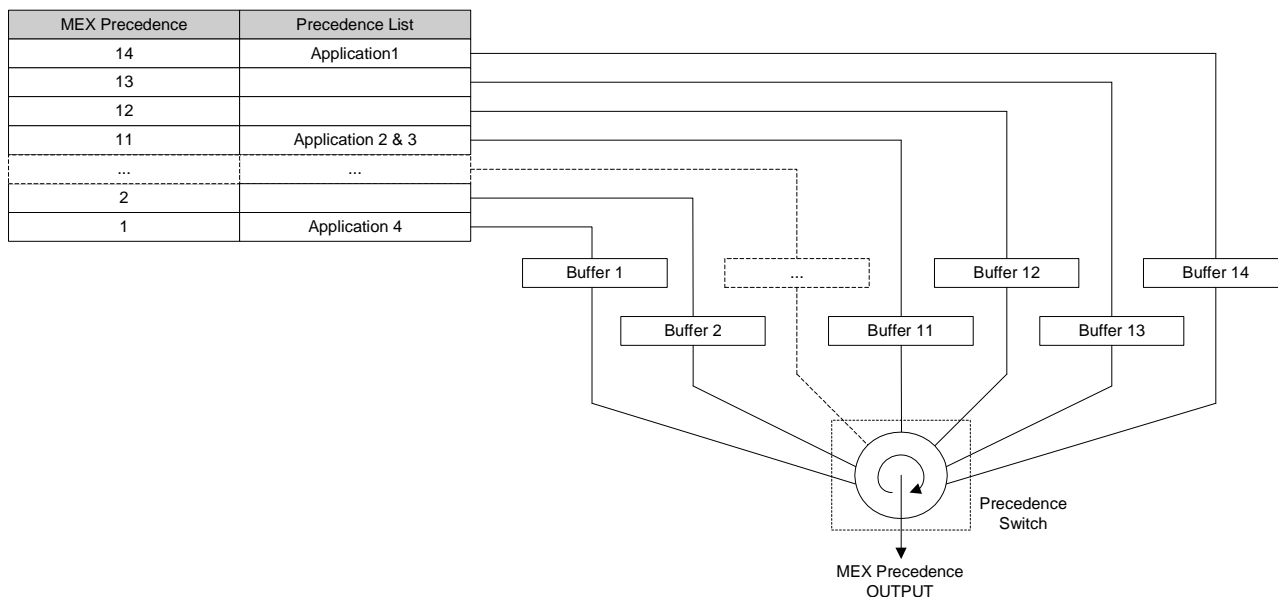 MEX Precedence Precedence List
14 Application1
13
12
11 Application 2 & 3
... ...
2
1 Application 4
Buffer 1
...
Buffer 12
Buffer 14
Buffer 2
Buffer 11
Buffer 13
Precedence
Switch
MEX Precedence
OUTPUT